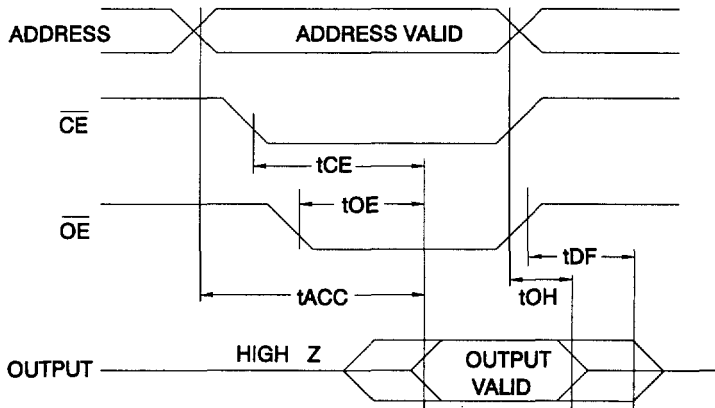 ADDRESS
ADDRESS VALID
CE
tCE
tOE
OE
tDF
tACC
tOH
HIGH Z
OUTPUT
OUTPUT
VALID